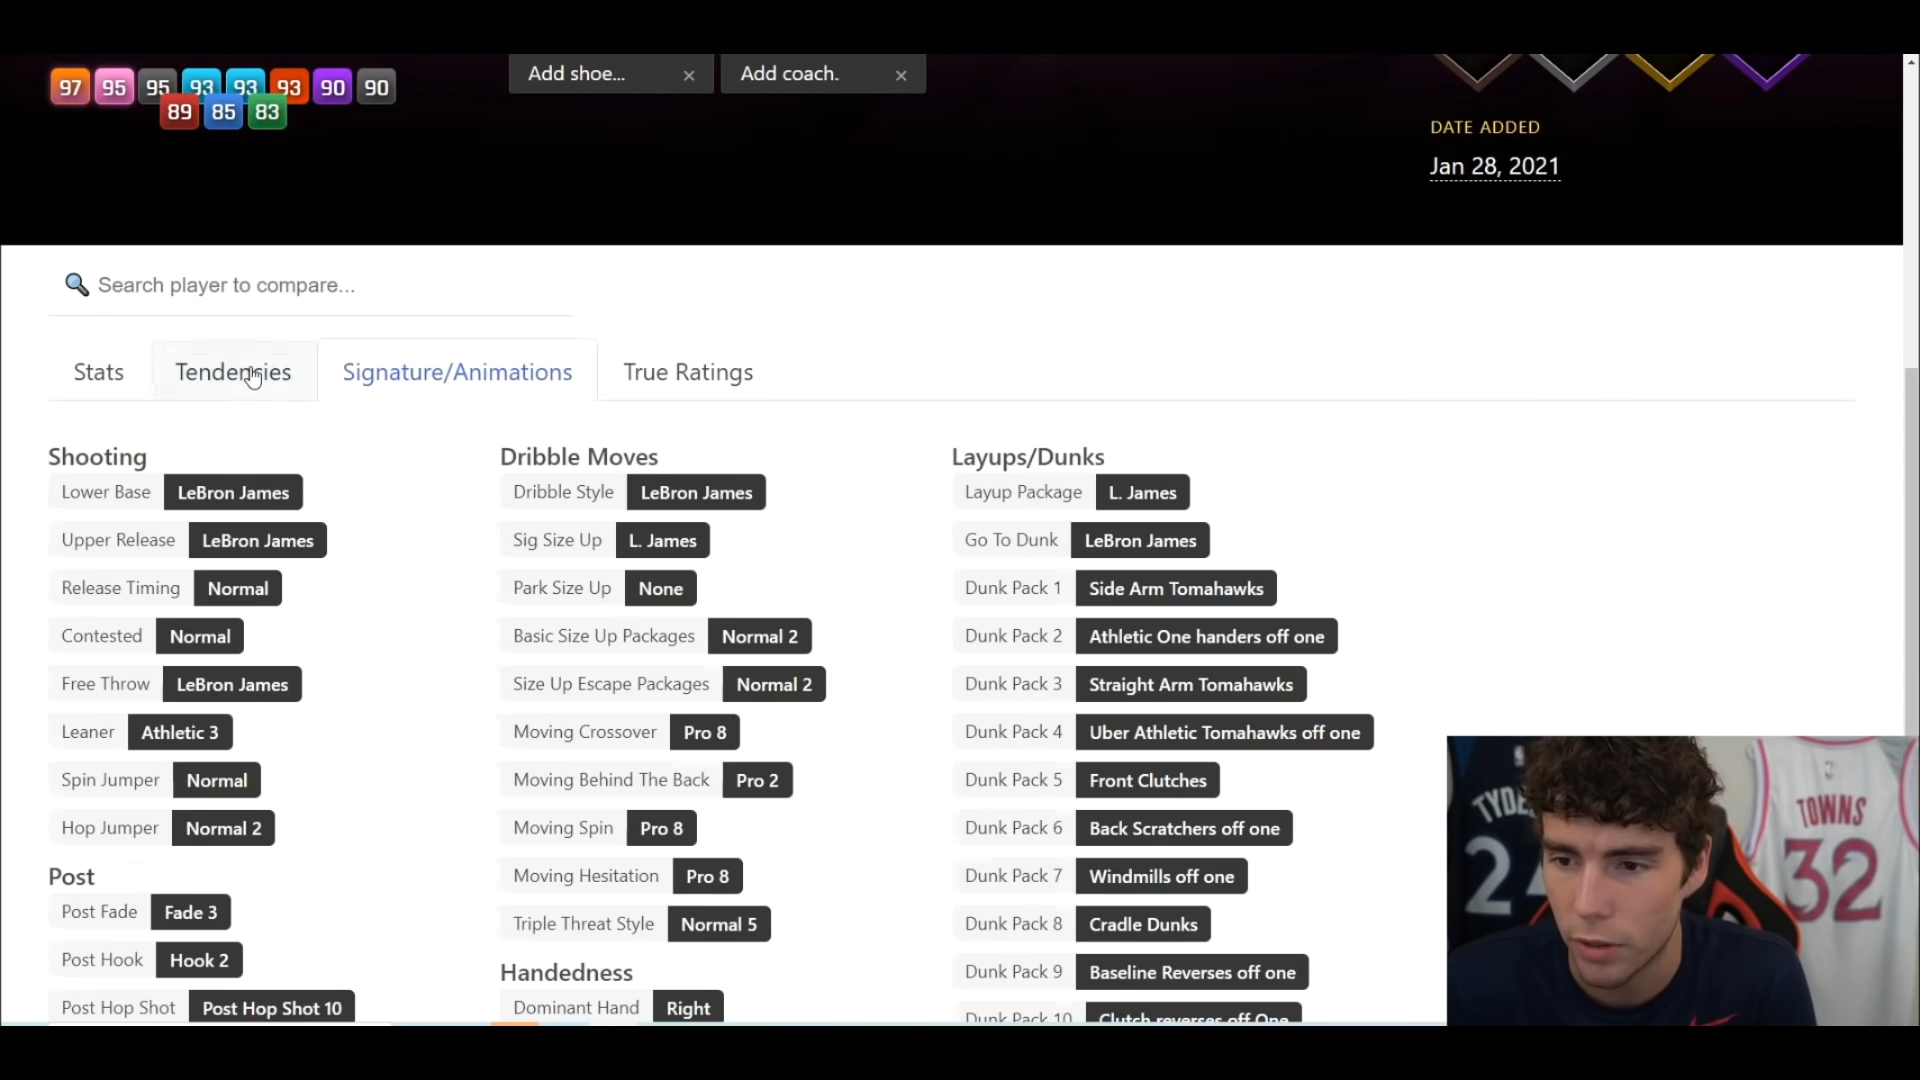 97 95 95 93 93 93 90 90
89 85 83
Add shoe... ×
Add coach. ×
DATE ADDED
Jan 28, 2021
Search player to compare...
Stats
Tendencies
Signature/Animations
True Ratings
Shooting
Lower Base LeBron James
Upper Release LeBron James
Release Timing Normal
Contested Normal
Free Throw LeBron James
Leaner Athletic 3
Spin Jumper Normal
Hop Jumper Normal 2
Post
Post Fade Fade 3
Post Hook Hook 2
Post Hop Shot Post Hop Shot 10
Dribble Moves
Dribble Style LeBron James
Sig Size Up L. James
Park Size Up None
Basic Size Up Packages Normal 2
Size Up Escape Packages Normal 2
Moving Crossover Pro 8
Moving Behind The Back Pro 2
Moving Spin Pro 8
Moving Hesitation Pro 8
Triple Threat Style Normal 5
Handedness
Dominant Hand Right
Layups/Dunks
Layup Package L. James
Go To Dunk LeBron James
Dunk Pack 1 Side Arm Tomahawks
Dunk Pack 2 Athletic One handers off one
Dunk Pack 3 Straight Arm Tomahawks
Dunk Pack 4 Uber Athletic Tomahawks off one
Dunk Pack 5 Front Clutches
Dunk Pack 6 Back Scratchers off one
Dunk Pack 7 Windmills off one
Dunk Pack 8 Cradle Dunks
Dunk Pack 9 Baseline Reverses off one
Dunk Pack 10 Clutch reverses off One
TOWNS
32